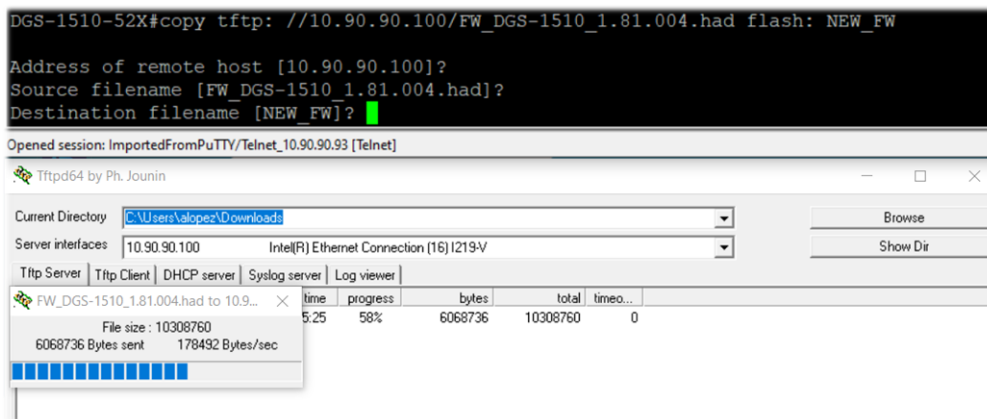 DGS-1510-52X#copy tftp: //10.90.90.100/FW_DGS-1510_1.81.004.had flash: NEW_FW
Address of remote host [10.90.90.100]?
Source filename [FW_DGS-1510_1.81.004.had]?
Destination filename [NEW_FW]?
Opened session: ImportedFromPuTTY/Telnet_10.90.90.93 [Telnet]
Tftpd64 by Ph. Jounin
Current Directory C:\Users\alopez\Downloads Browse
Server interfaces 10.90.90.100 Intel(R) Ethernet Connection (16) I219-V Show Dir
Tftp Server Tftp Client DHCP server Syslog server Log viewer
FW_DGS-1510_1.81.004.had to 10.9... time progress bytes total timeo...
5:25 58% 6068736 10308760 0
File size : 10308760
6068736 Bytes sent 178492 Bytes/sec